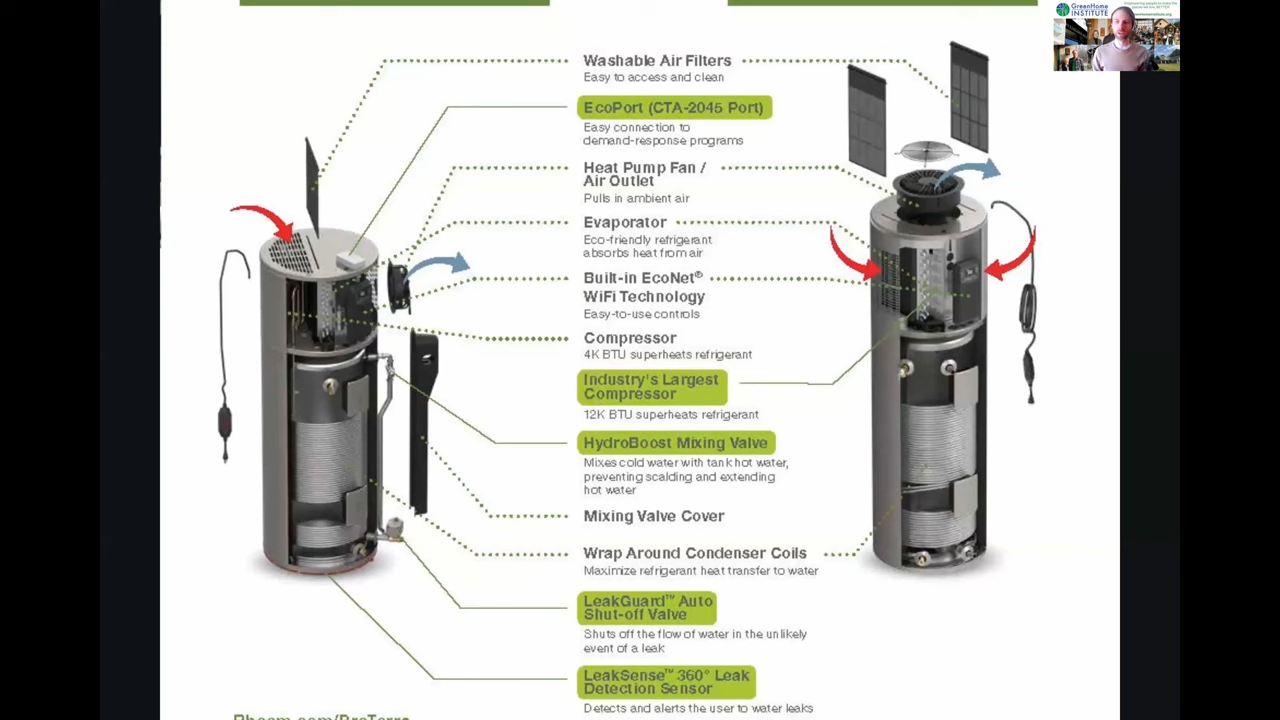 GreenHome
INSTITUTE
Washable Air Filters
Easy to access and clean
EcoPort (CTA-2045 Port)
Easy connection to
demand-response programs
Heat Pump Fan /
Air Outlet
Pulls in ambient air
Evaporator
Eco-friendly refrigerant
absorbs heat from air
Built-in EcoNet®
WiFi Technology
Easy-to-use controls
Compressor
4K BTU superheats refrigerant
Industry's Largest
Compressor
12K BTU superheats refrigerant
HydroBoost Mixing Valve
Mixes cold water with tank hot water,
preventing scalding and extending
hot water
Mixing Valve Cover
Wrap Around Condenser Coils
Maximize refrigerant heat transfer to water
LeakGuard™ Auto
Shut-off Valve
Shuts off the flow of water in the unlikely
event of a leak
LeakSense™ 360° Leak
Detection Sensor
Detects and alerts the user to water leaks
Rheem.com/ProTerra